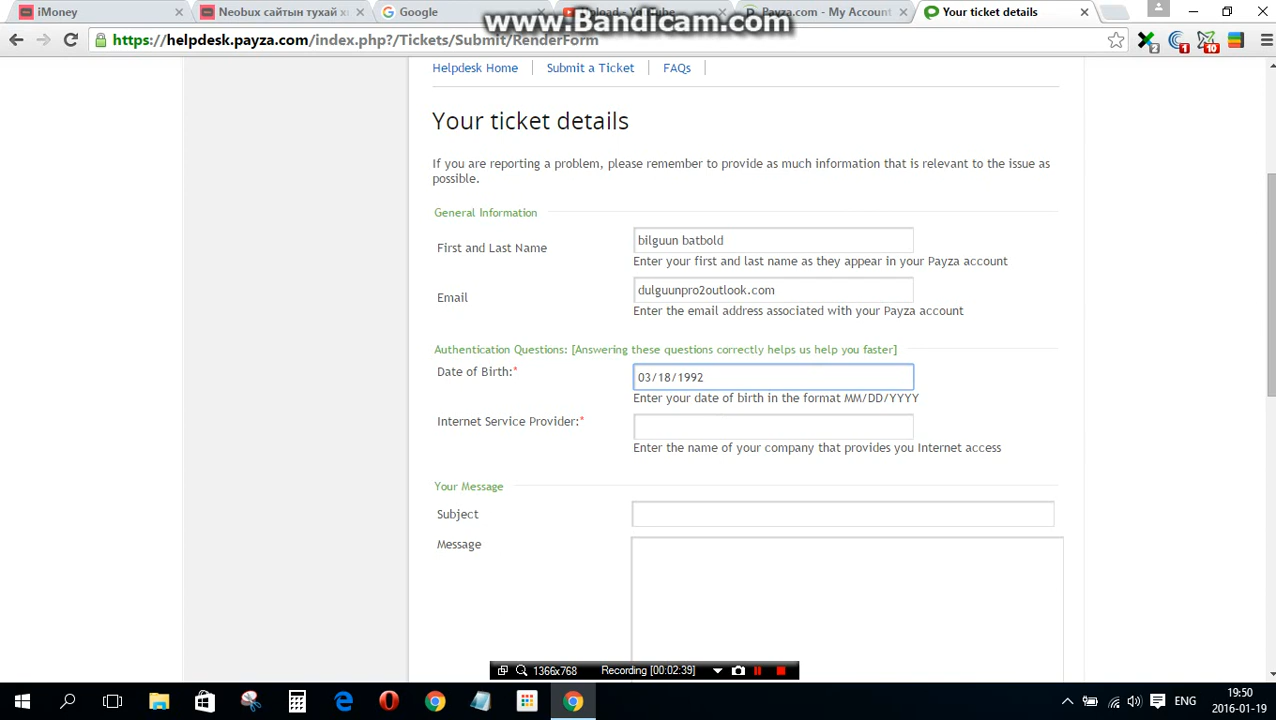 iMoney
Neobux сайтын тухай х
Google
load - YouTube
Payza.com - My Account
Your ticket details
www.Bandicam.com
https://helpdesk.payza.com/index.php?/Tickets/Submit/RenderForm
2
1
10
Helpdesk Home
Submit a Ticket
FAQs
Your ticket details
If you are reporting a problem, please remember to provide as much information that is relevant to the issue as
possible.
General Information
First and Last Name
bilguun batbold
Enter your first and last name as they appear in your Payza account
Email
dulguunpro2outlook.com
Enter the email address associated with your Payza account
Authentication Questions: [Answering these questions correctly helps us help you faster]
Date of Birth:*
03/18/1992
Enter your date of birth in the format MM/DD/YYYY
Internet Service Provider:*
Enter the name of your company that provides you Internet access
Your Message
Subject
Message
1366x768
Recording [00:02:39]
ENG
19:50
2016-01-19